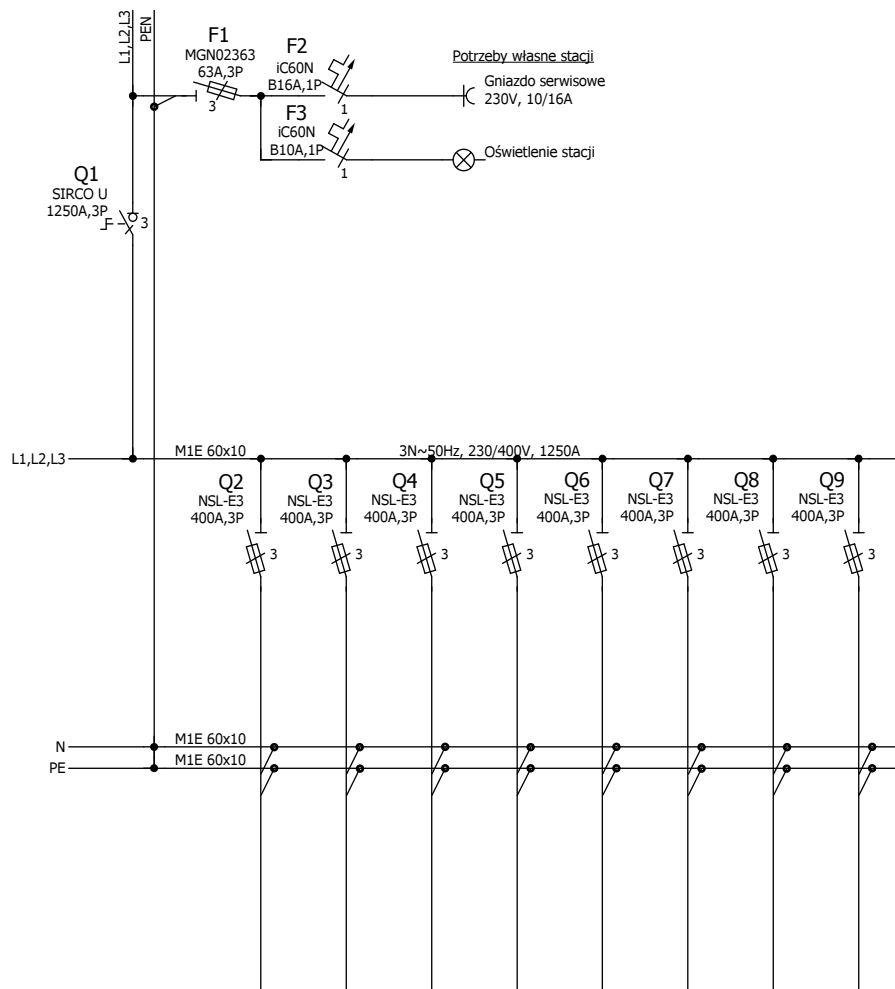 L1,L2,L3
PEN
F1
MGN02363
63A,3P
3
F2
iC60N
B16A,1P
1
Potrzeby własne stacji
Gniazdo serwisowe
230V, 10/16A
F3
iC60N
B10A,1P
1
Oświetlenie stacji
Q1
SIRCO U
1250A,3P
3
L1,L2,L3
M1E 60x10
3N~50Hz, 230/400V, 1250A
Q2
NSL-E3
400A,3P
3
Q3
NSL-E3
400A,3P
3
Q4
NSL-E3
400A,3P
3
Q5
NSL-E3
400A,3P
3
Q6
NSL-E3
400A,3P
3
Q7
NSL-E3
400A,3P
3
Q8
NSL-E3
400A,3P
3
Q9
NSL-E3
400A,3P
3
N
M1E 60x10
PE
M1E 60x10